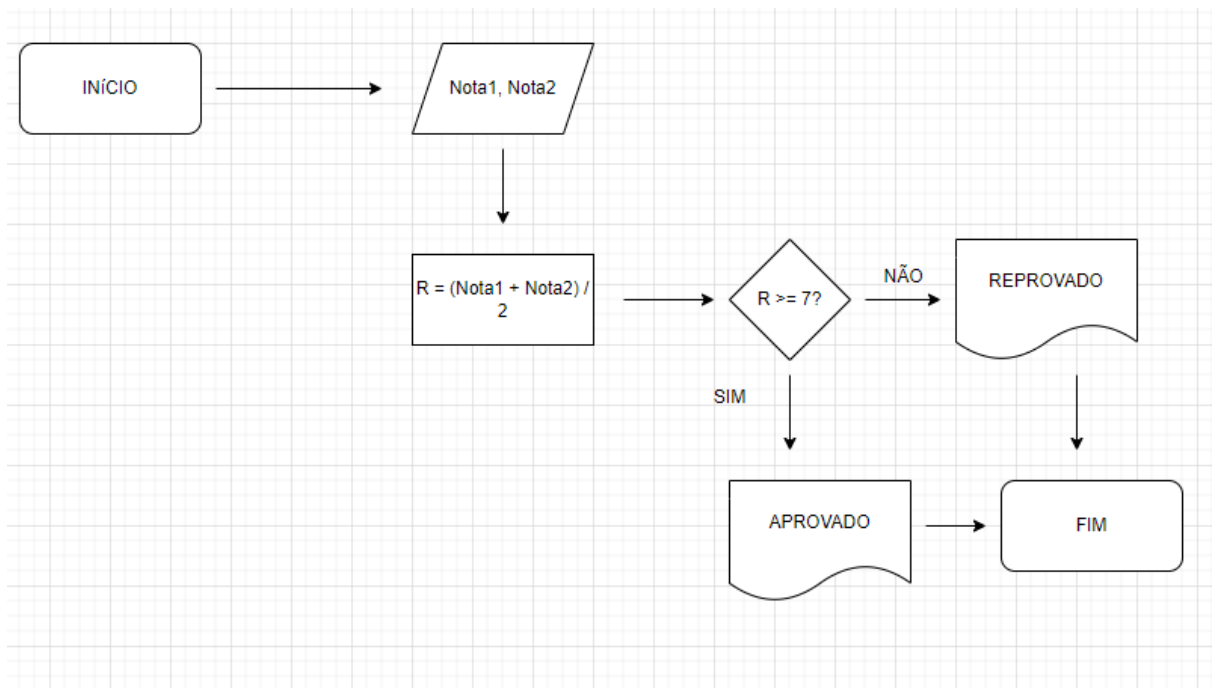 INíCIO
Nota1, Nota2
R = (Nota1 + Nota2) /
2
R >= 7?
NÃO
REPROVADO
SIM
APROVADO
FIM